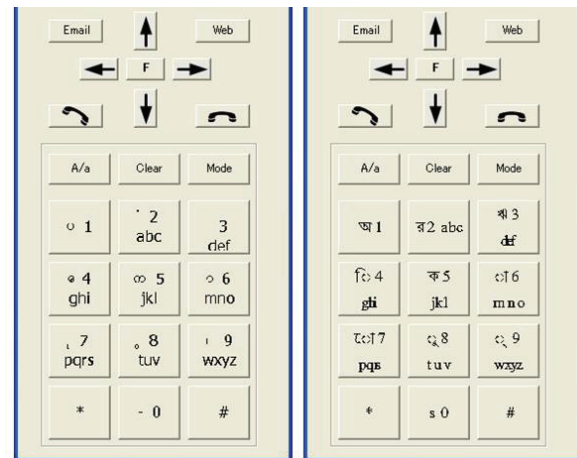 Email Web
F
A/a Clear Mode
1
2
abc
3
def
4
ghi
က 5
jkl
6
mno
7
pqrs
8
tuv
9
wxyz
* - 0 #
Email Web
F
A/a Clear Mode
অ 1
র2 abc
ঋ 3
def
ি 4
ghi
ক 5
jkl
া 6
mno
ো 7
pqrs
8
tuv
9
wxyz
* s 0 #